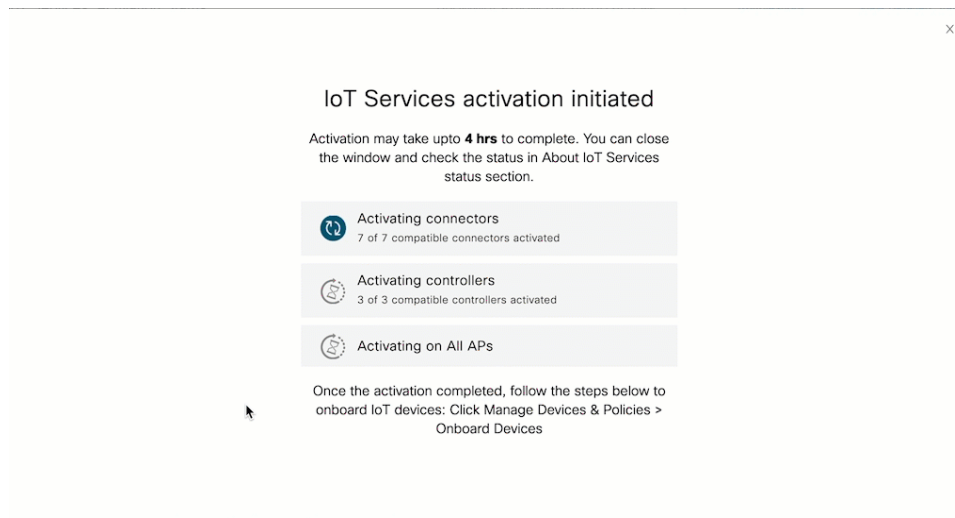 X
IoT Services activation initiated
Activation may take upto 4 hrs to complete. You can close
the window and check the status in About IoT Services
status section.
Activating connectors
7 of 7 compatible connectors activated
Activating controllers
3 of 3 compatible controllers activated
Activating on All APs
Once the activation completed, follow the steps below to
onboard IoT devices: Click Manage Devices & Policies >
Onboard Devices